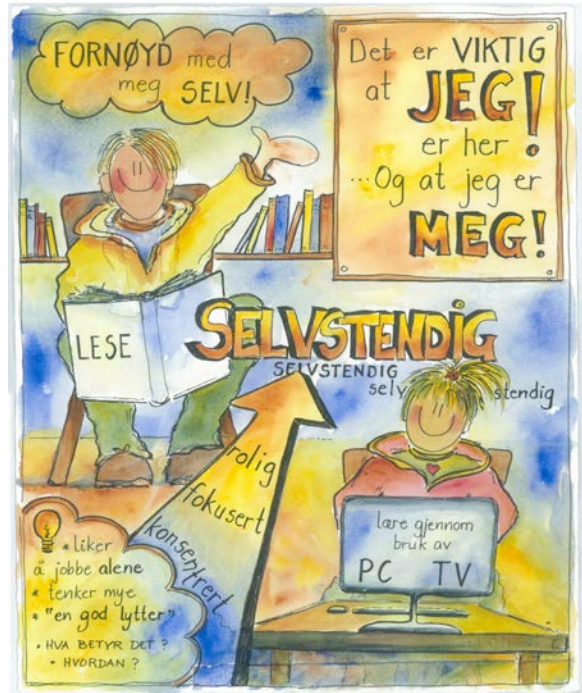 FORNØYD med
meg SELV!
Det er VIKTIG
at JEG!
er her
...Og at jeg er
MEG!
LESE
SELVSTENDIG
SELVSTENDIG
selv stendig
rolig
fokusert
konsentrert
* liker
å jobbe alene
* tenker mye
* "en god lytter"
• HVA BETYR DET?
• HVORDAN?
lære gjennom
bruk av
PC TV